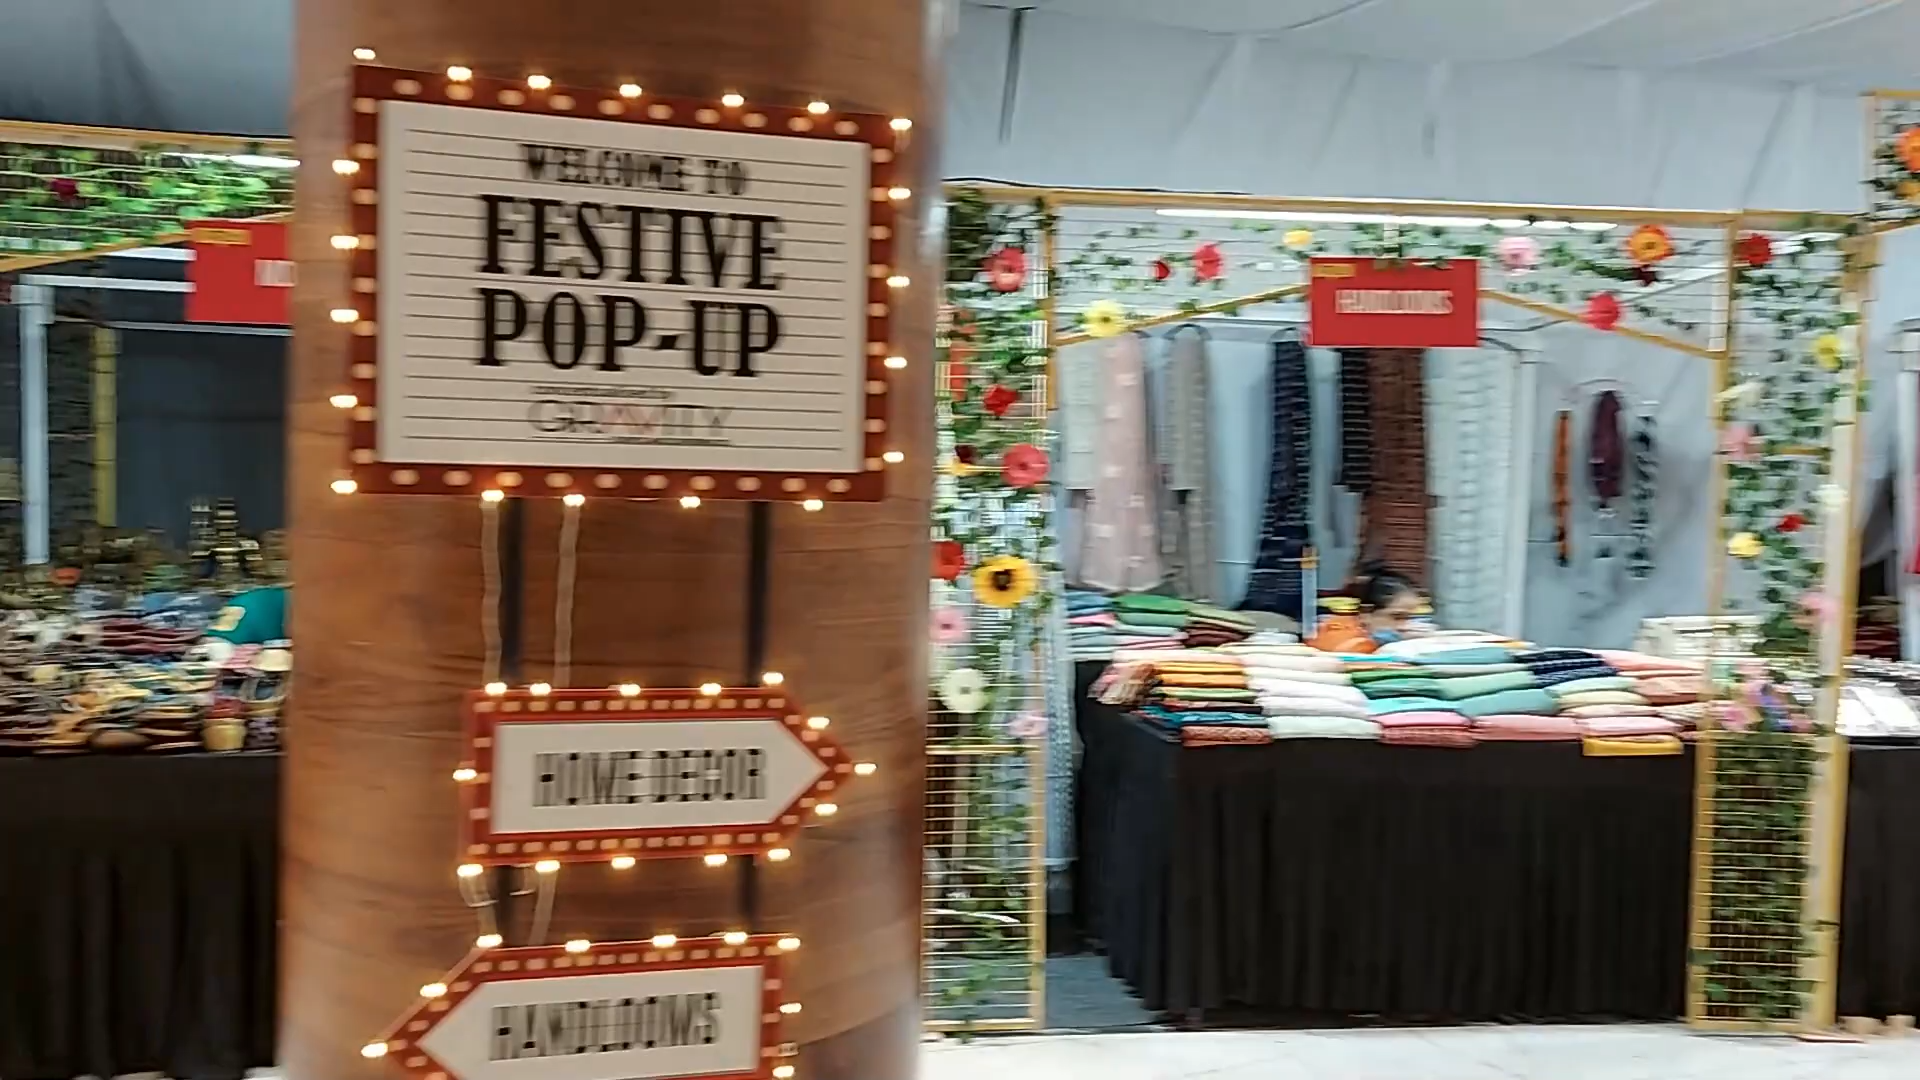 WELCOME TO
FESTIVE
POP-UP
GRAVITY
HOME DECOR
HANDLOOMS
HANDLOOMS